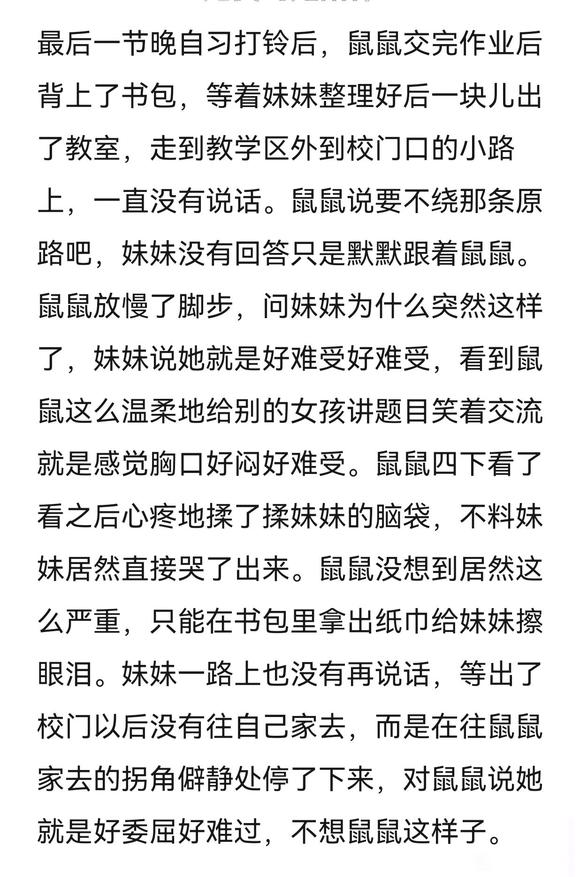 最后一节晚自习打铃后，鼠鼠交完作业后
背上了书包，等着妹妹整理好后一块儿出
了教室，走到教学区外到校门口的小路
上，一直没有说话。鼠鼠说要不绕那条原
路吧，妹妹没有回答只是默默跟着鼠鼠。
鼠鼠放慢了脚步，问妹妹为什么突然这样
了，妹妹说她就是好难受好难受，看到鼠
鼠这么温柔地给别的女孩讲题目笑着交流
就是感觉胸口好闷好难受。鼠鼠四下看了
看之后心疼地揉了揉妹妹的脑袋，不料妹
妹居然直接哭了出来。鼠鼠没想到居然这
么严重，只能在书包里拿出纸巾给妹妹擦
眼泪。妹妹一路上也没有再说话，等出了
校门以后没有往自己家去，而是在往鼠鼠
家去的拐角僻静处停了下来，对鼠鼠说她
就是好委屈好难过，不想鼠鼠这样子。